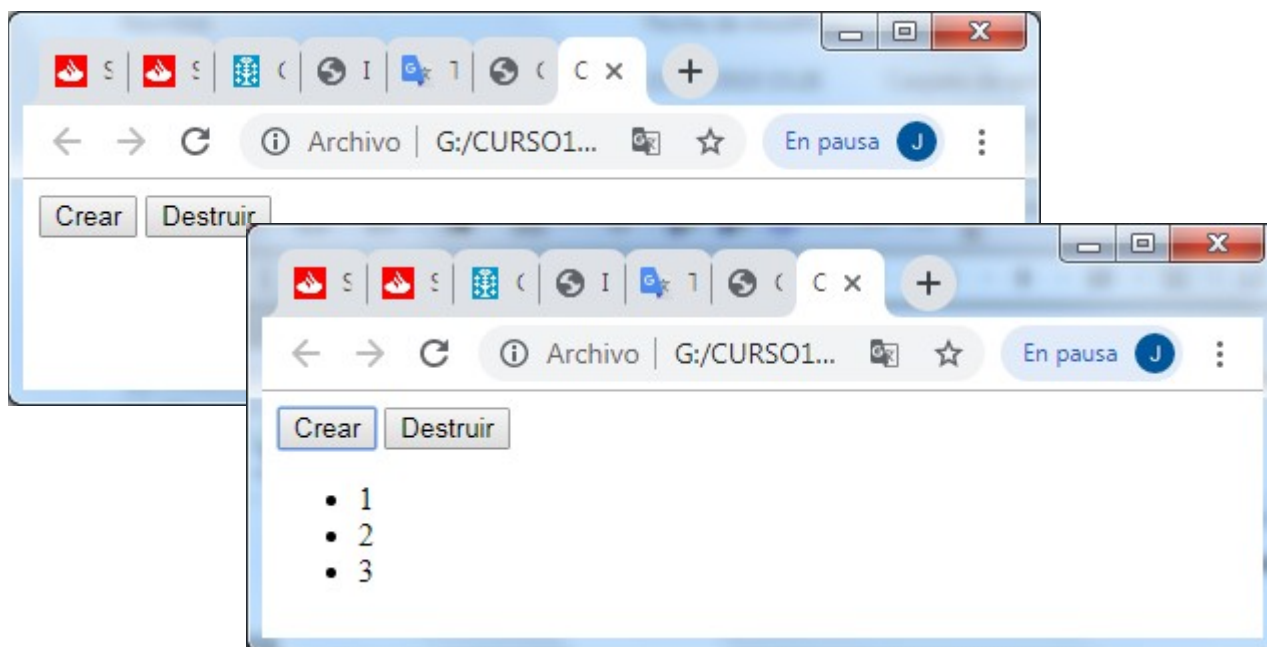 S S ( I T ( C
Archivo G:/CURSO1... En pausa J
Crear Destruir
S S ( I T ( C
Archivo G:/CURSO1... En pausa J
Crear Destruir
1
2
3